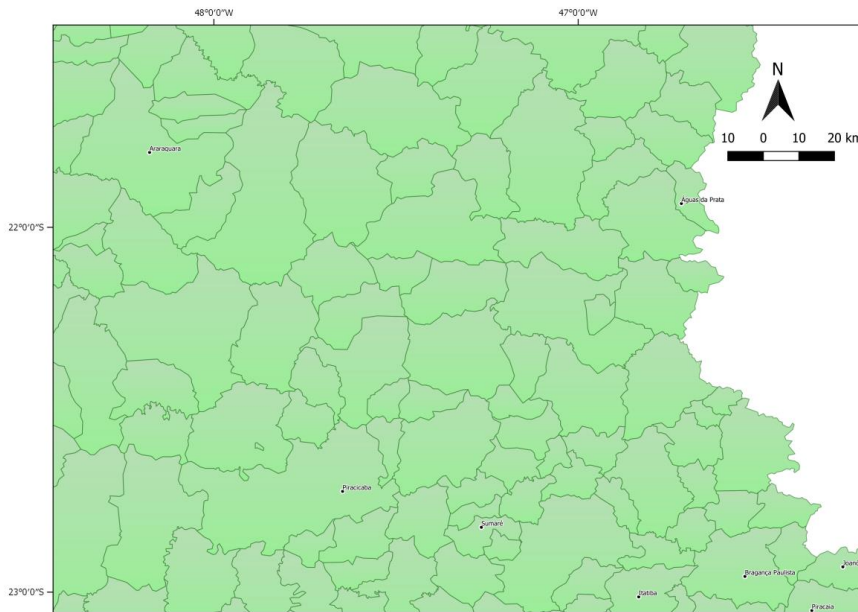 48°0'0"W 47°0'0"W
N
10 0 10 20 km
Araraquara
Águas da Prata
22°0'0"S
Piracicaba
Sumaré
Bragança Paulista
Itatiba
23°0'0"S
Piracaia